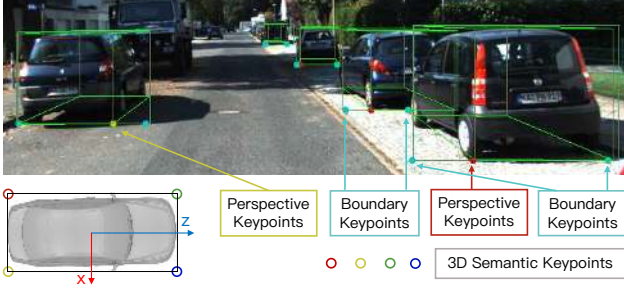 Perspective
Keypoints
Boundary
Keypoints
Perspective
Keypoints
Boundary
Keypoints
Z
X
3D Semantic Keypoints